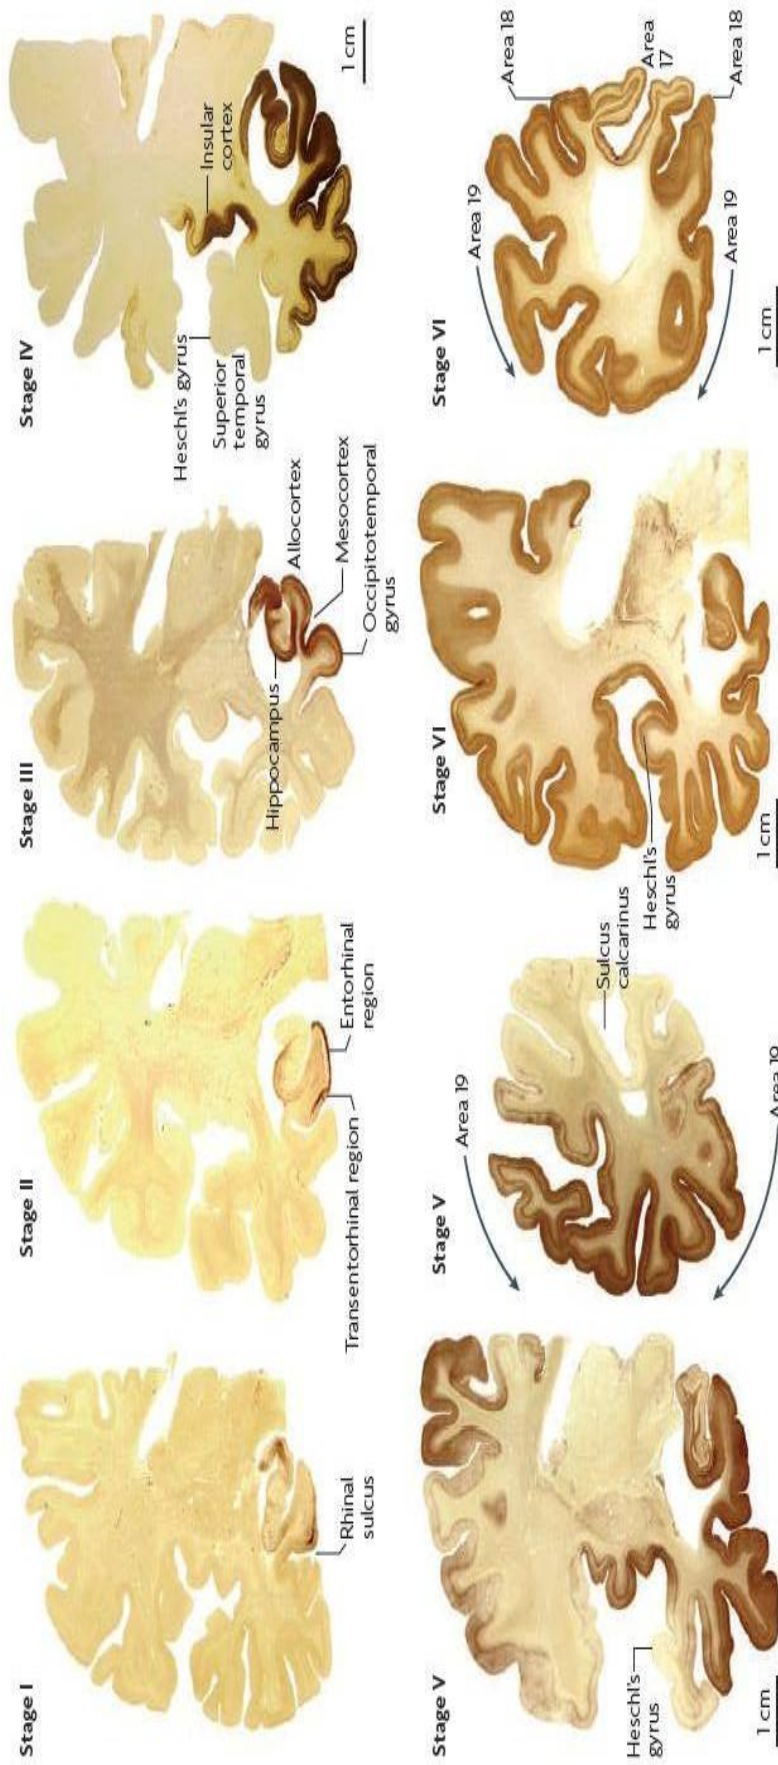 Stage I
Rhinal
sulcus
Stage II
Transentorhinal region
Entorhinal
region
Stage III
Hippocampus
Allocortex
Mesocortex
Occipitotemporal
gyrus
Stage IV
Heschl's gyrus
Superior
temporal
gyrus
Insular
cortex
1 cm
Stage V
Heschl's
gyrus
1 cm
Stage V
Area 19
Sulcus
calcarinus
Area 19
Stage VI
Heschl's
gyrus
1 cm
Stage VI
Area 19
Area 18
Area
17
Area 18
Area 19
1 cm